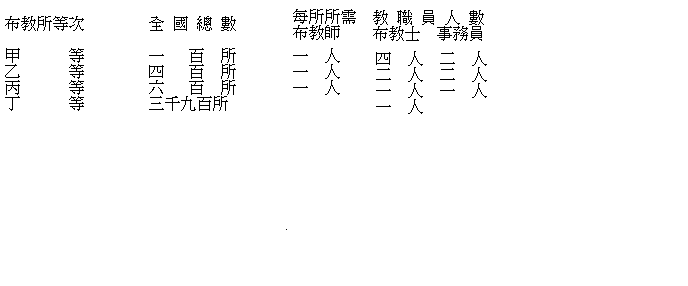 布教所等次 全國總數 每所所需 教職員人數
布教師 布教士 事務員
甲等 一百所 一人 四人 二人
乙等 四百所 一人 二人 二人
丙等 六百所 一人 二人 一人
丁等 三千九百所 一人